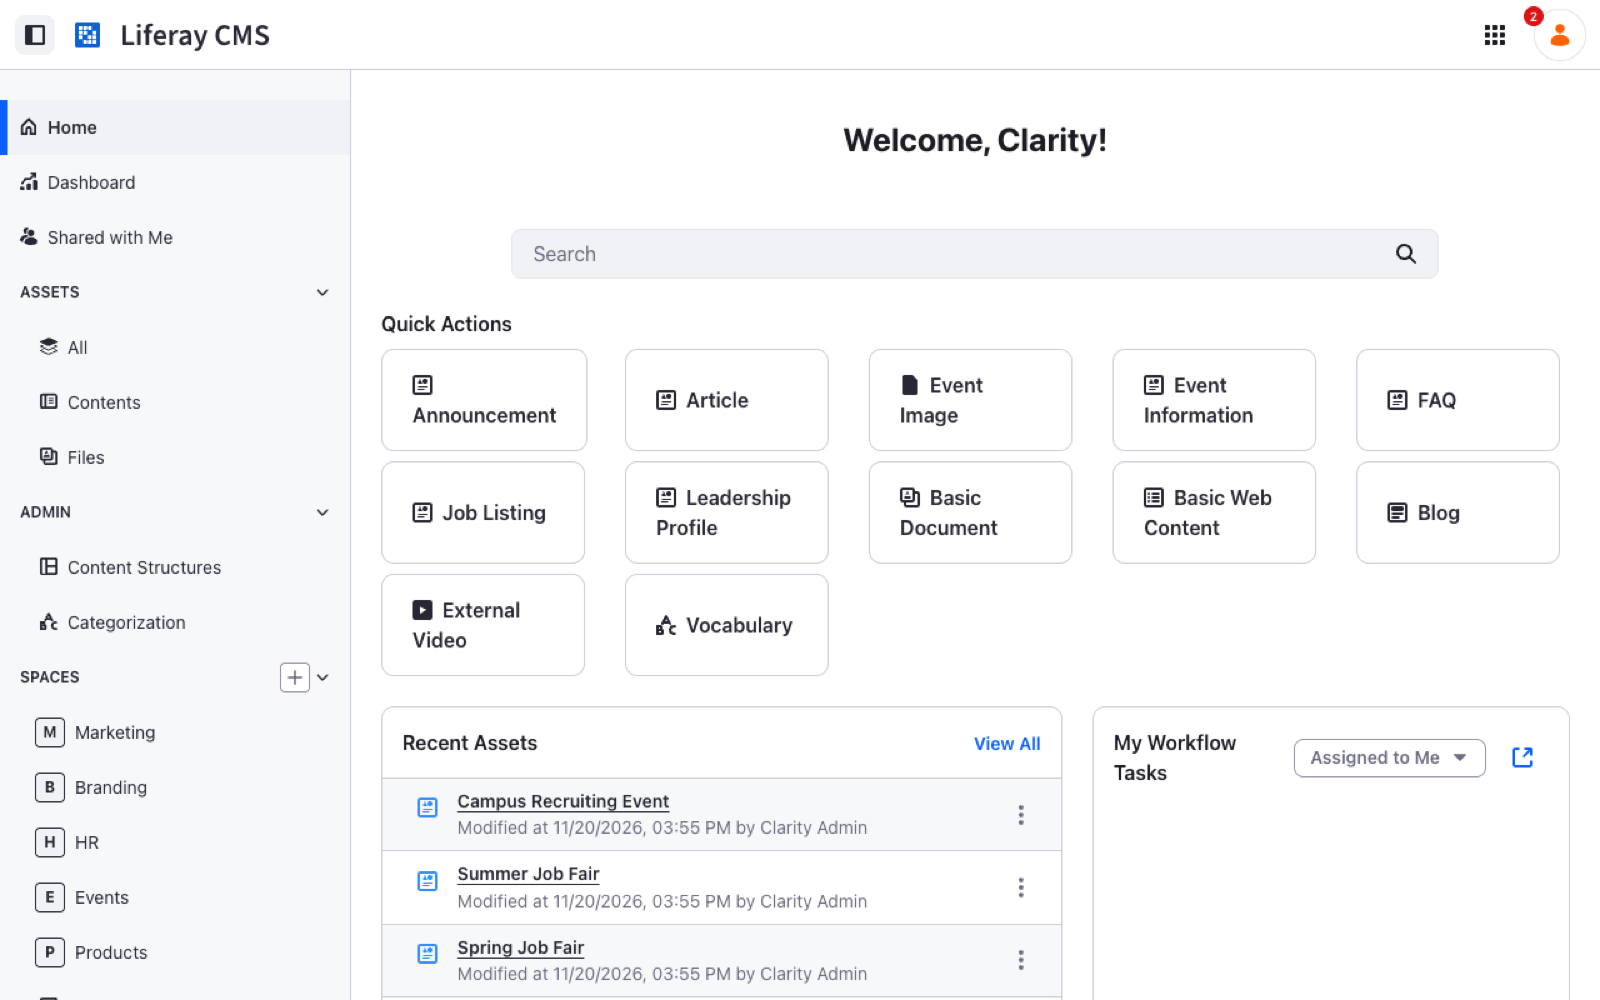 Liferay CMS
2
Home
Dashboard
Shared with Me
ASSETS
All
Contents
Files
ADMIN
Content Structures
Categorization
SPACES
M Marketing
B Branding
H HR
E Events
P Products
Welcome, Clarity!
Search
Quick Actions
Announcement
Article
Event
Image
Event
Information
FAQ
Job Listing
Leadership
Profile
Basic
Document
Basic Web
Content
Blog
External
Video
Vocabulary
Recent Assets
View All
Campus Recruiting Event
Modified at 11/20/2026, 03:55 PM by Clarity Admin
Summer Job Fair
Modified at 11/20/2026, 03:55 PM by Clarity Admin
Spring Job Fair
Modified at 11/20/2026, 03:55 PM by Clarity Admin
My Workflow
Tasks
Assigned to Me